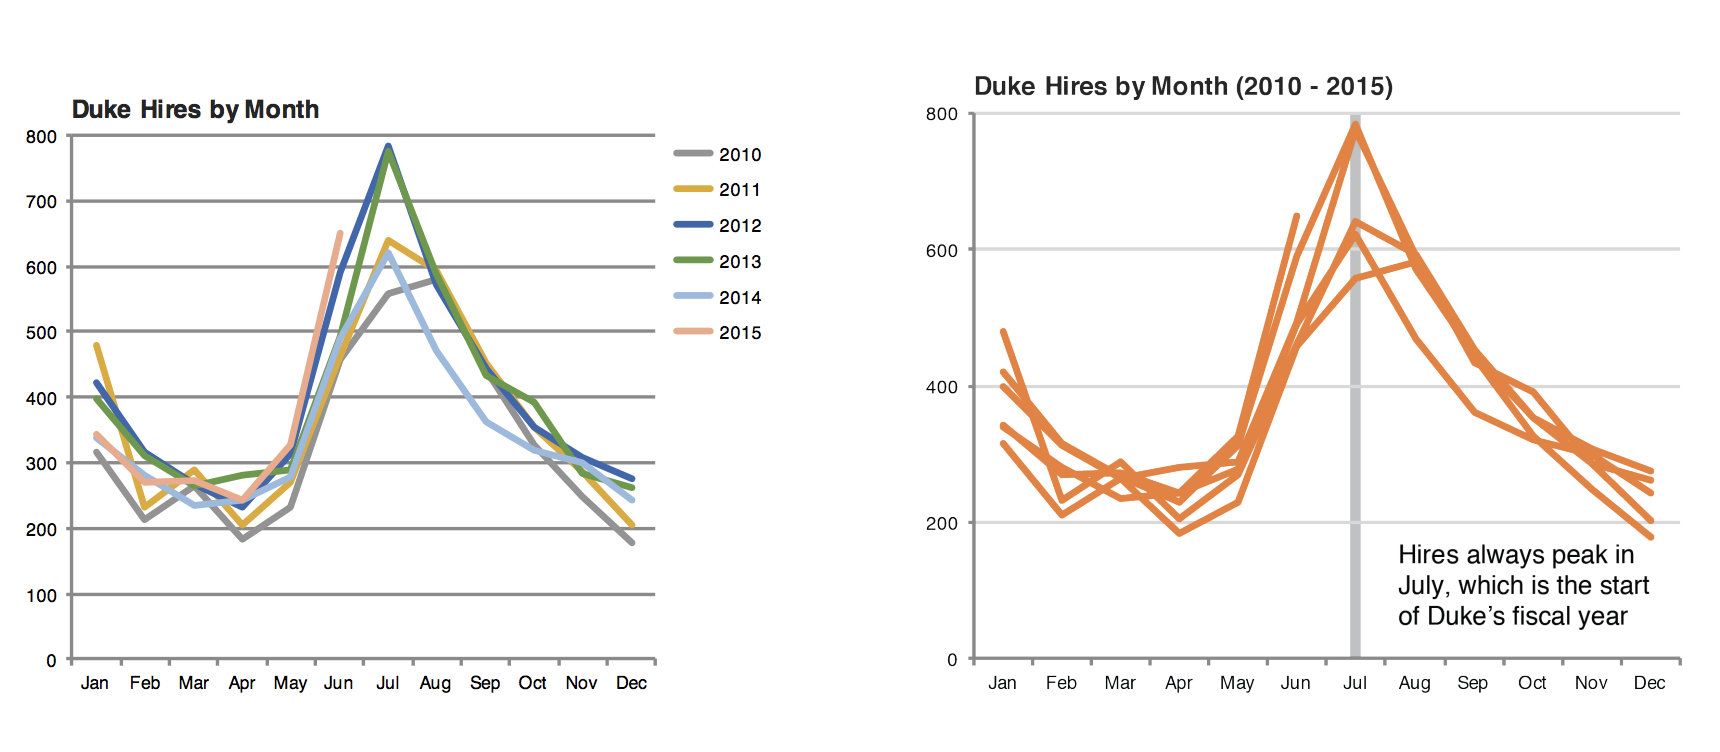 Duke Hires by Month
800
700
600
500
400
300
200
100
0
Jan Feb Mar Apr May Jun Jul Aug Sep Oct Nov Dec
2010
2011
2012
2013
2014
2015
Duke Hires by Month (2010 - 2015)
800
600
400
200
0
Hires always peak in
July, which is the start
of Duke's fiscal year
Jan Feb Mar Apr May Jun Jul Aug Sep Oct Nov Dec